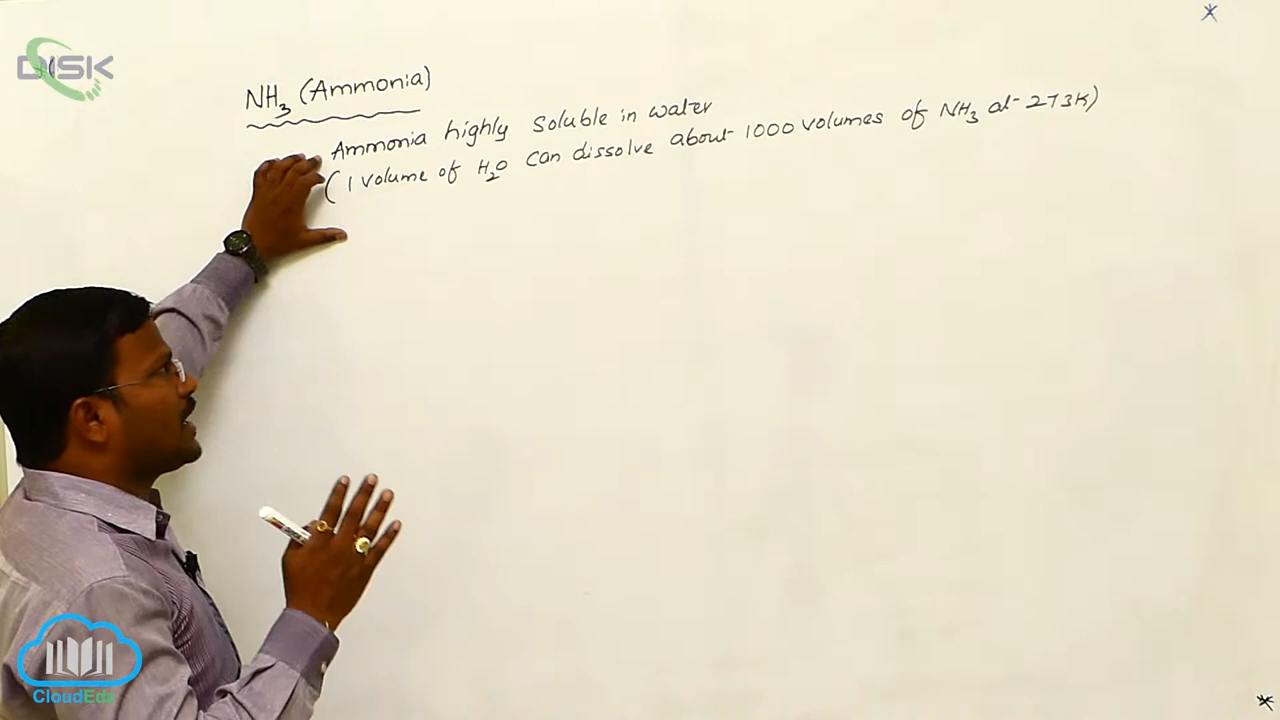 DISK
NH₃ (Ammonia)
Ammonia highly soluble in water
(1 volume of H₂O can dissolve about 1000 volumes of NH₃ at 273K)
CloudEdz